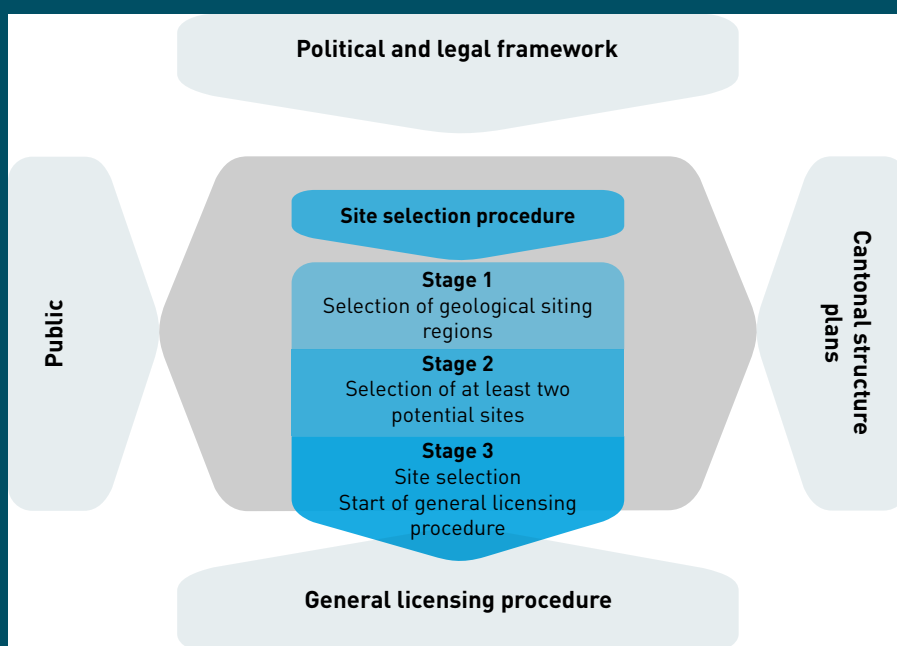 Political and legal framework
Public
Site selection procedure
Stage 1
Selection of geological siting
regions
Stage 2
Selection of at least two
potential sites
Stage 3
Site selection
Start of general licensing
procedure
Cantonal structure
plans
General licensing procedure